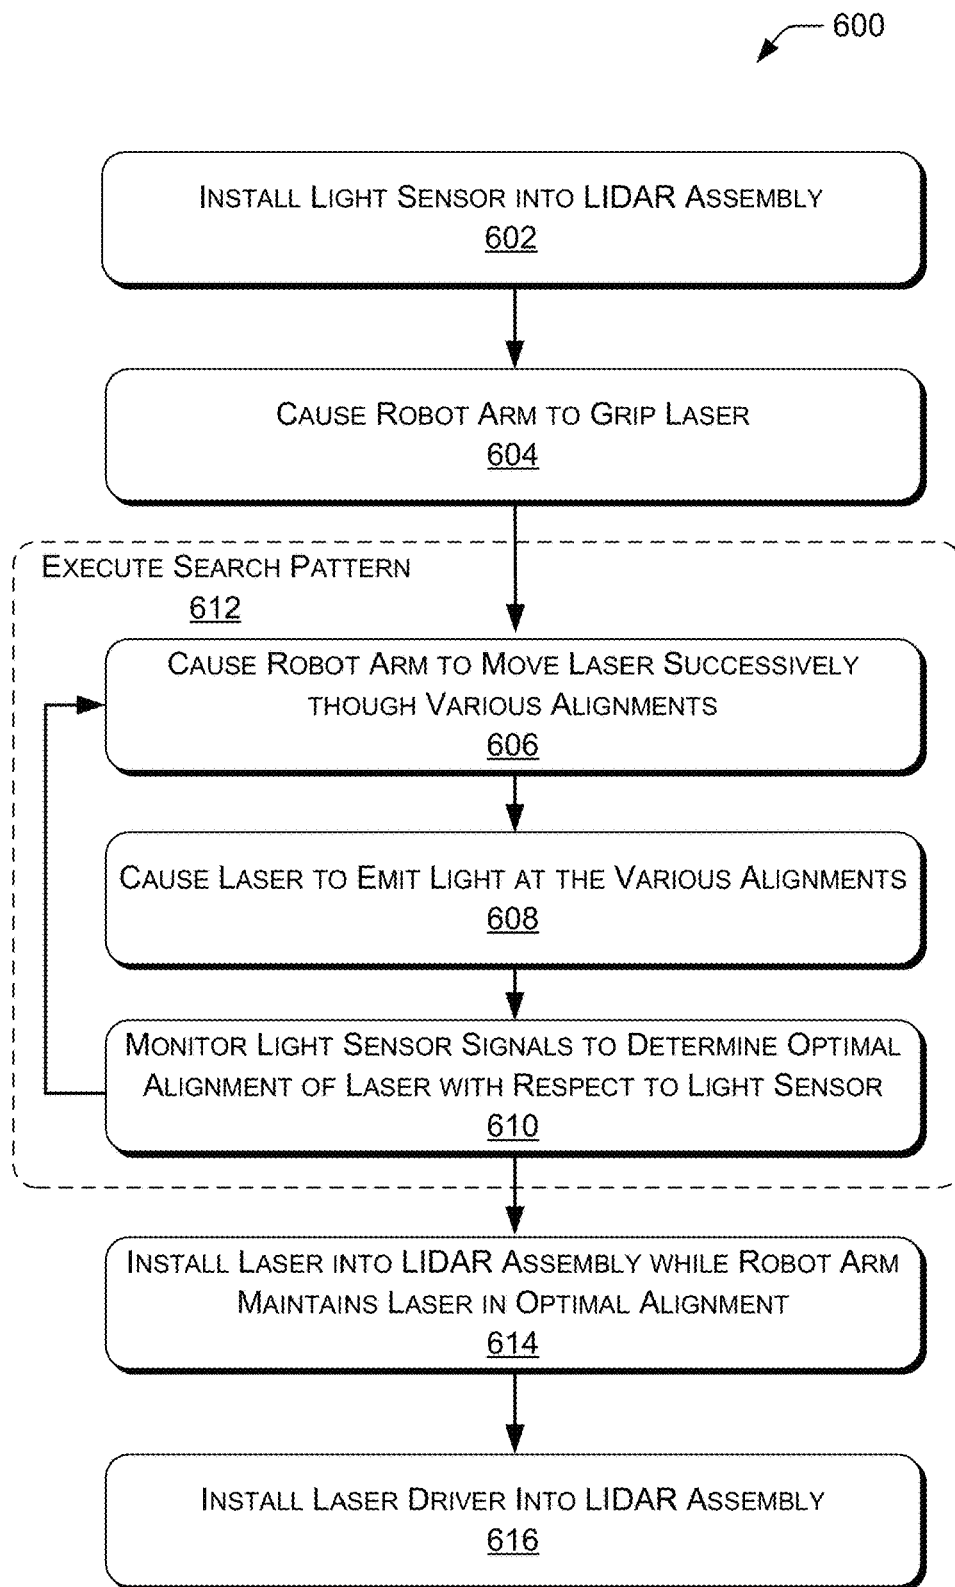 600
INSTALL LIGHT SENSOR INTO LIDAR ASSEMBLY
602
CAUSE ROBOT ARM TO GRIP LASER
604
EXECUTE SEARCH PATTERN
612
CAUSE ROBOT ARM TO MOVE LASER SUCCESSIVELY
THOUGH VARIOUS ALIGNMENTS
606
CAUSE LASER TO EMIT LIGHT AT THE VARIOUS ALIGNMENTS
608
MONITOR LIGHT SENSOR SIGNALS TO DETERMINE OPTIMAL
ALIGNMENT OF LASER WITH RESPECT TO LIGHT SENSOR
610
INSTALL LASER INTO LIDAR ASSEMBLY WHILE ROBOT ARM
MAINTAINS LASER IN OPTIMAL ALIGNMENT
614
INSTALL LASER DRIVER INTO LIDAR ASSEMBLY
616